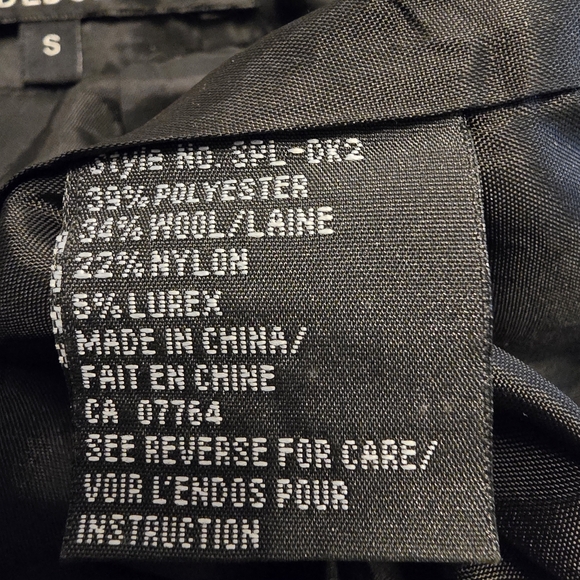 S
Style NO. SPL-DK2
39% POLYESTER
34% WOOL/LAINE
22% NYLON
5% LUREX
MADE IN CHINA/
FAIT EN CHINE
CA 07764
SEE REVERSE FOR CARE/
VOIR L'ENDOS POUR
INSTRUCTION